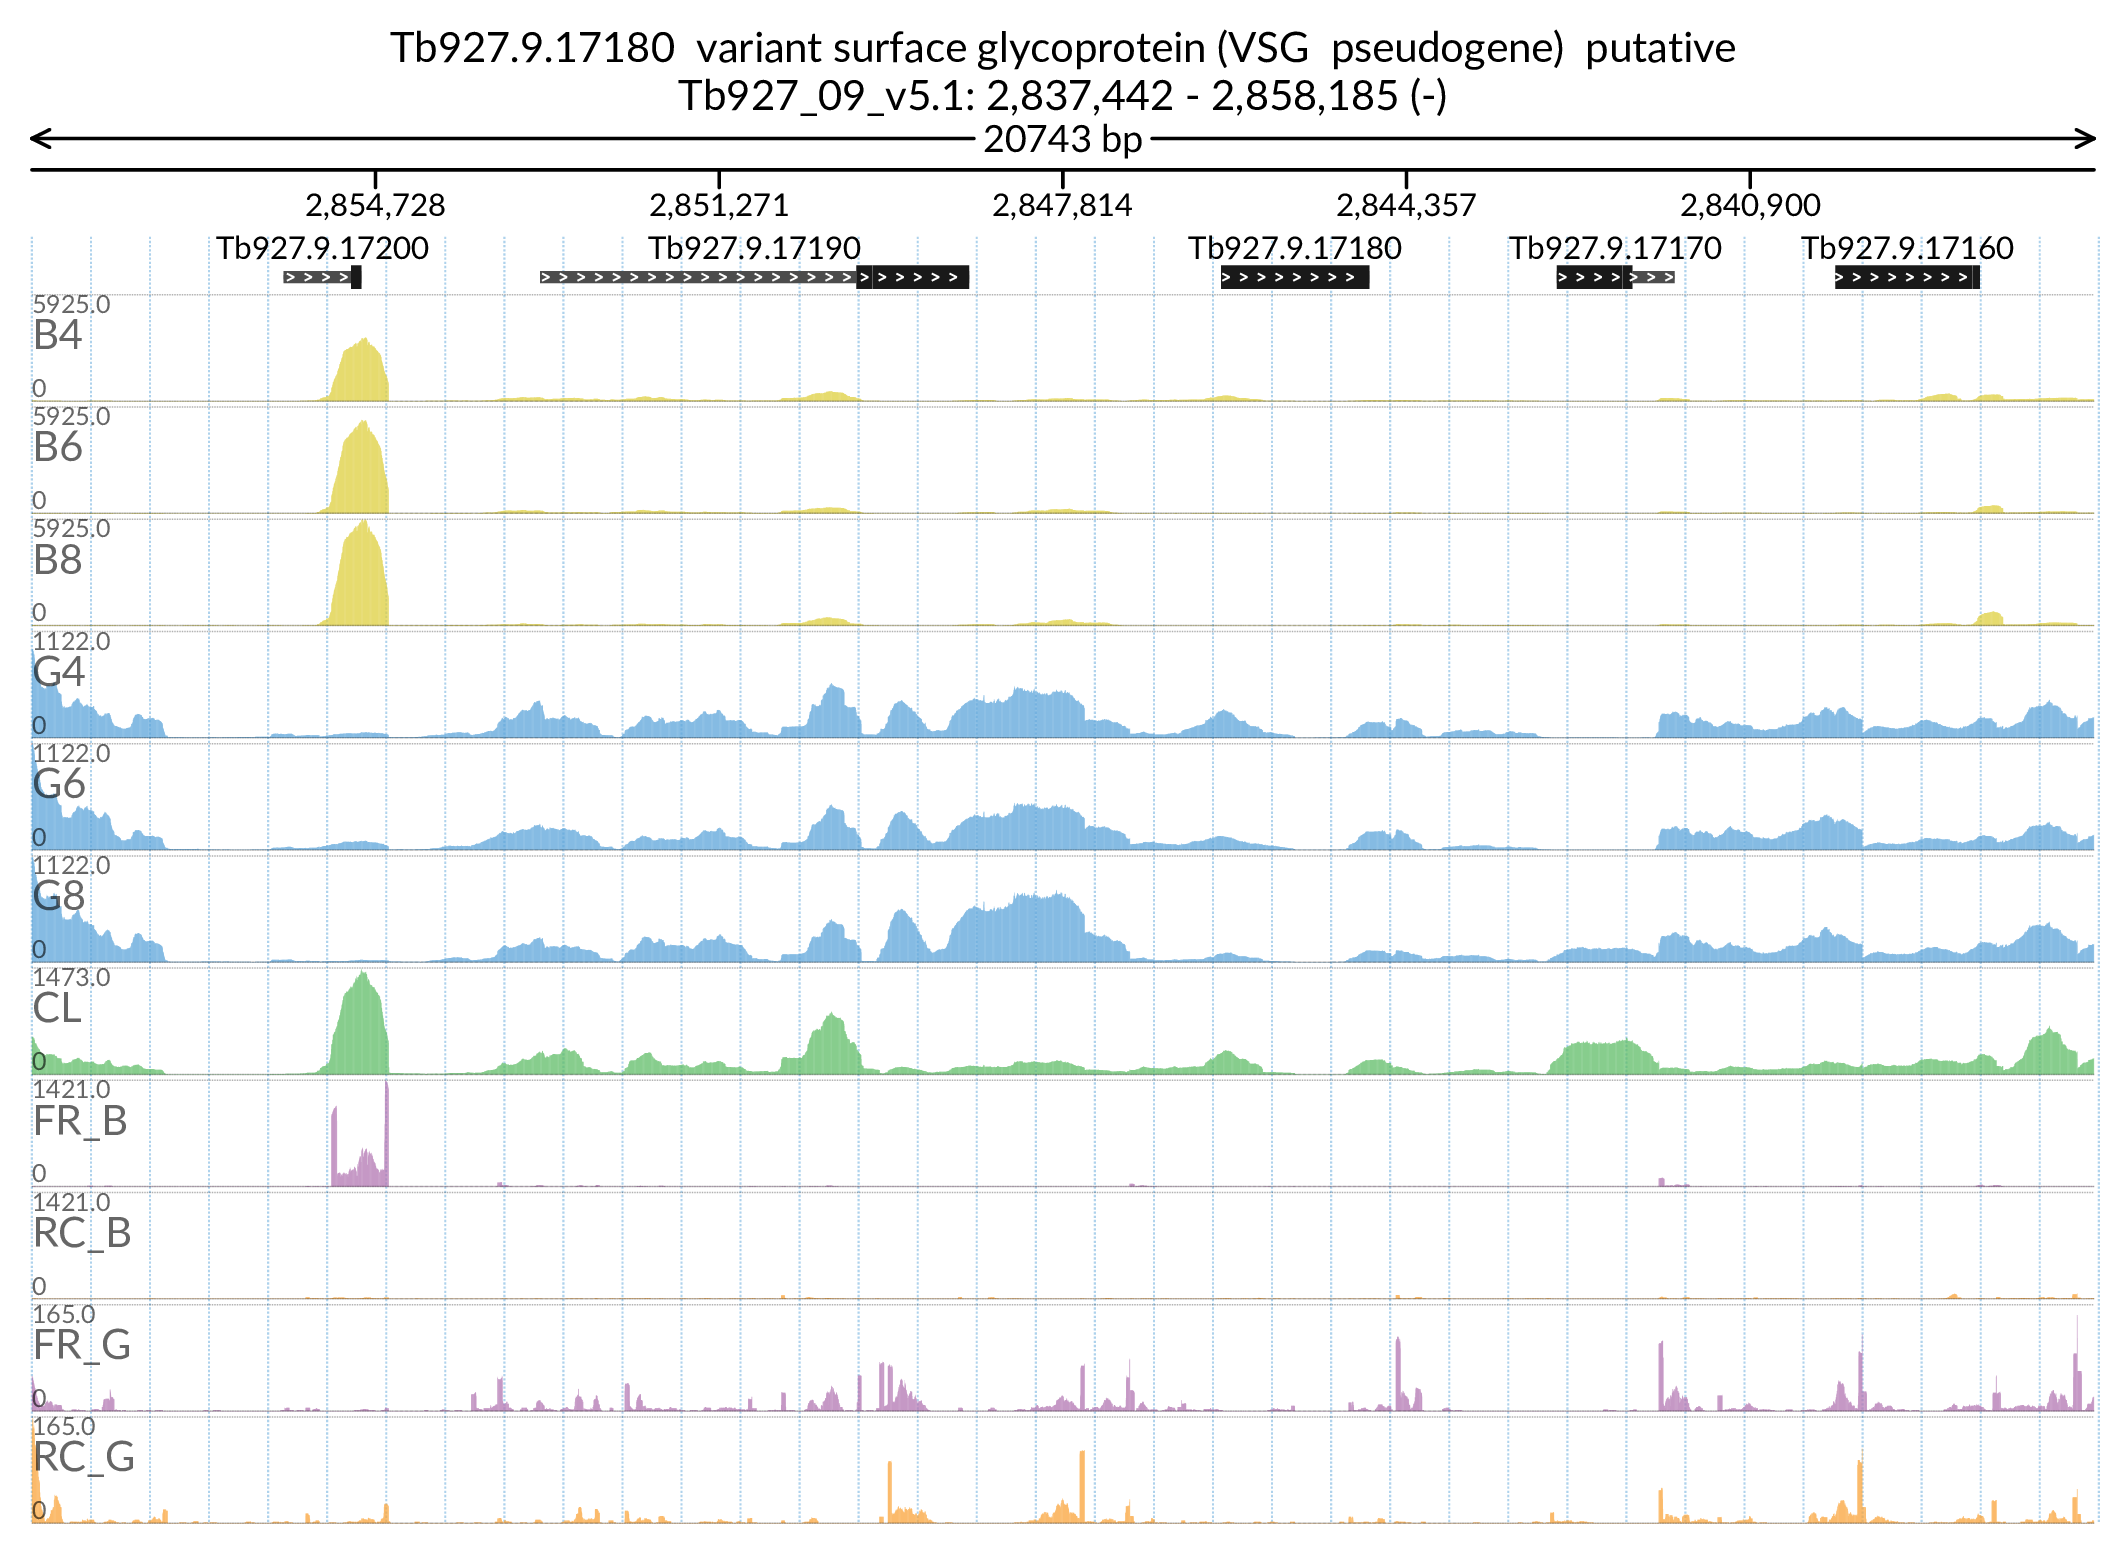 Tb927.9.17180  variant surface glycoprotein (VSG  pseudogene)  putative
Tb927_09_v5.1: 2,837,442 - 2,858,185 (-)
20743 bp
2,854,728 2,851,271 2,847,814 2,844,357 2,840,900
Tb927.9.17200 Tb927.9.17190 Tb927.9.17180 Tb927.9.17170 Tb927.9.17160
5925.0
B4
0
5925.0
B6
0
5925.0
B8
0
1122.0
G4
0
1122.0
G6
0
1122.0
G8
0
1473.0
CL
0
1421.0
FR_B
0
1421.0
RC_B
0
165.0
FR_G
0
165.0
RC_G
0